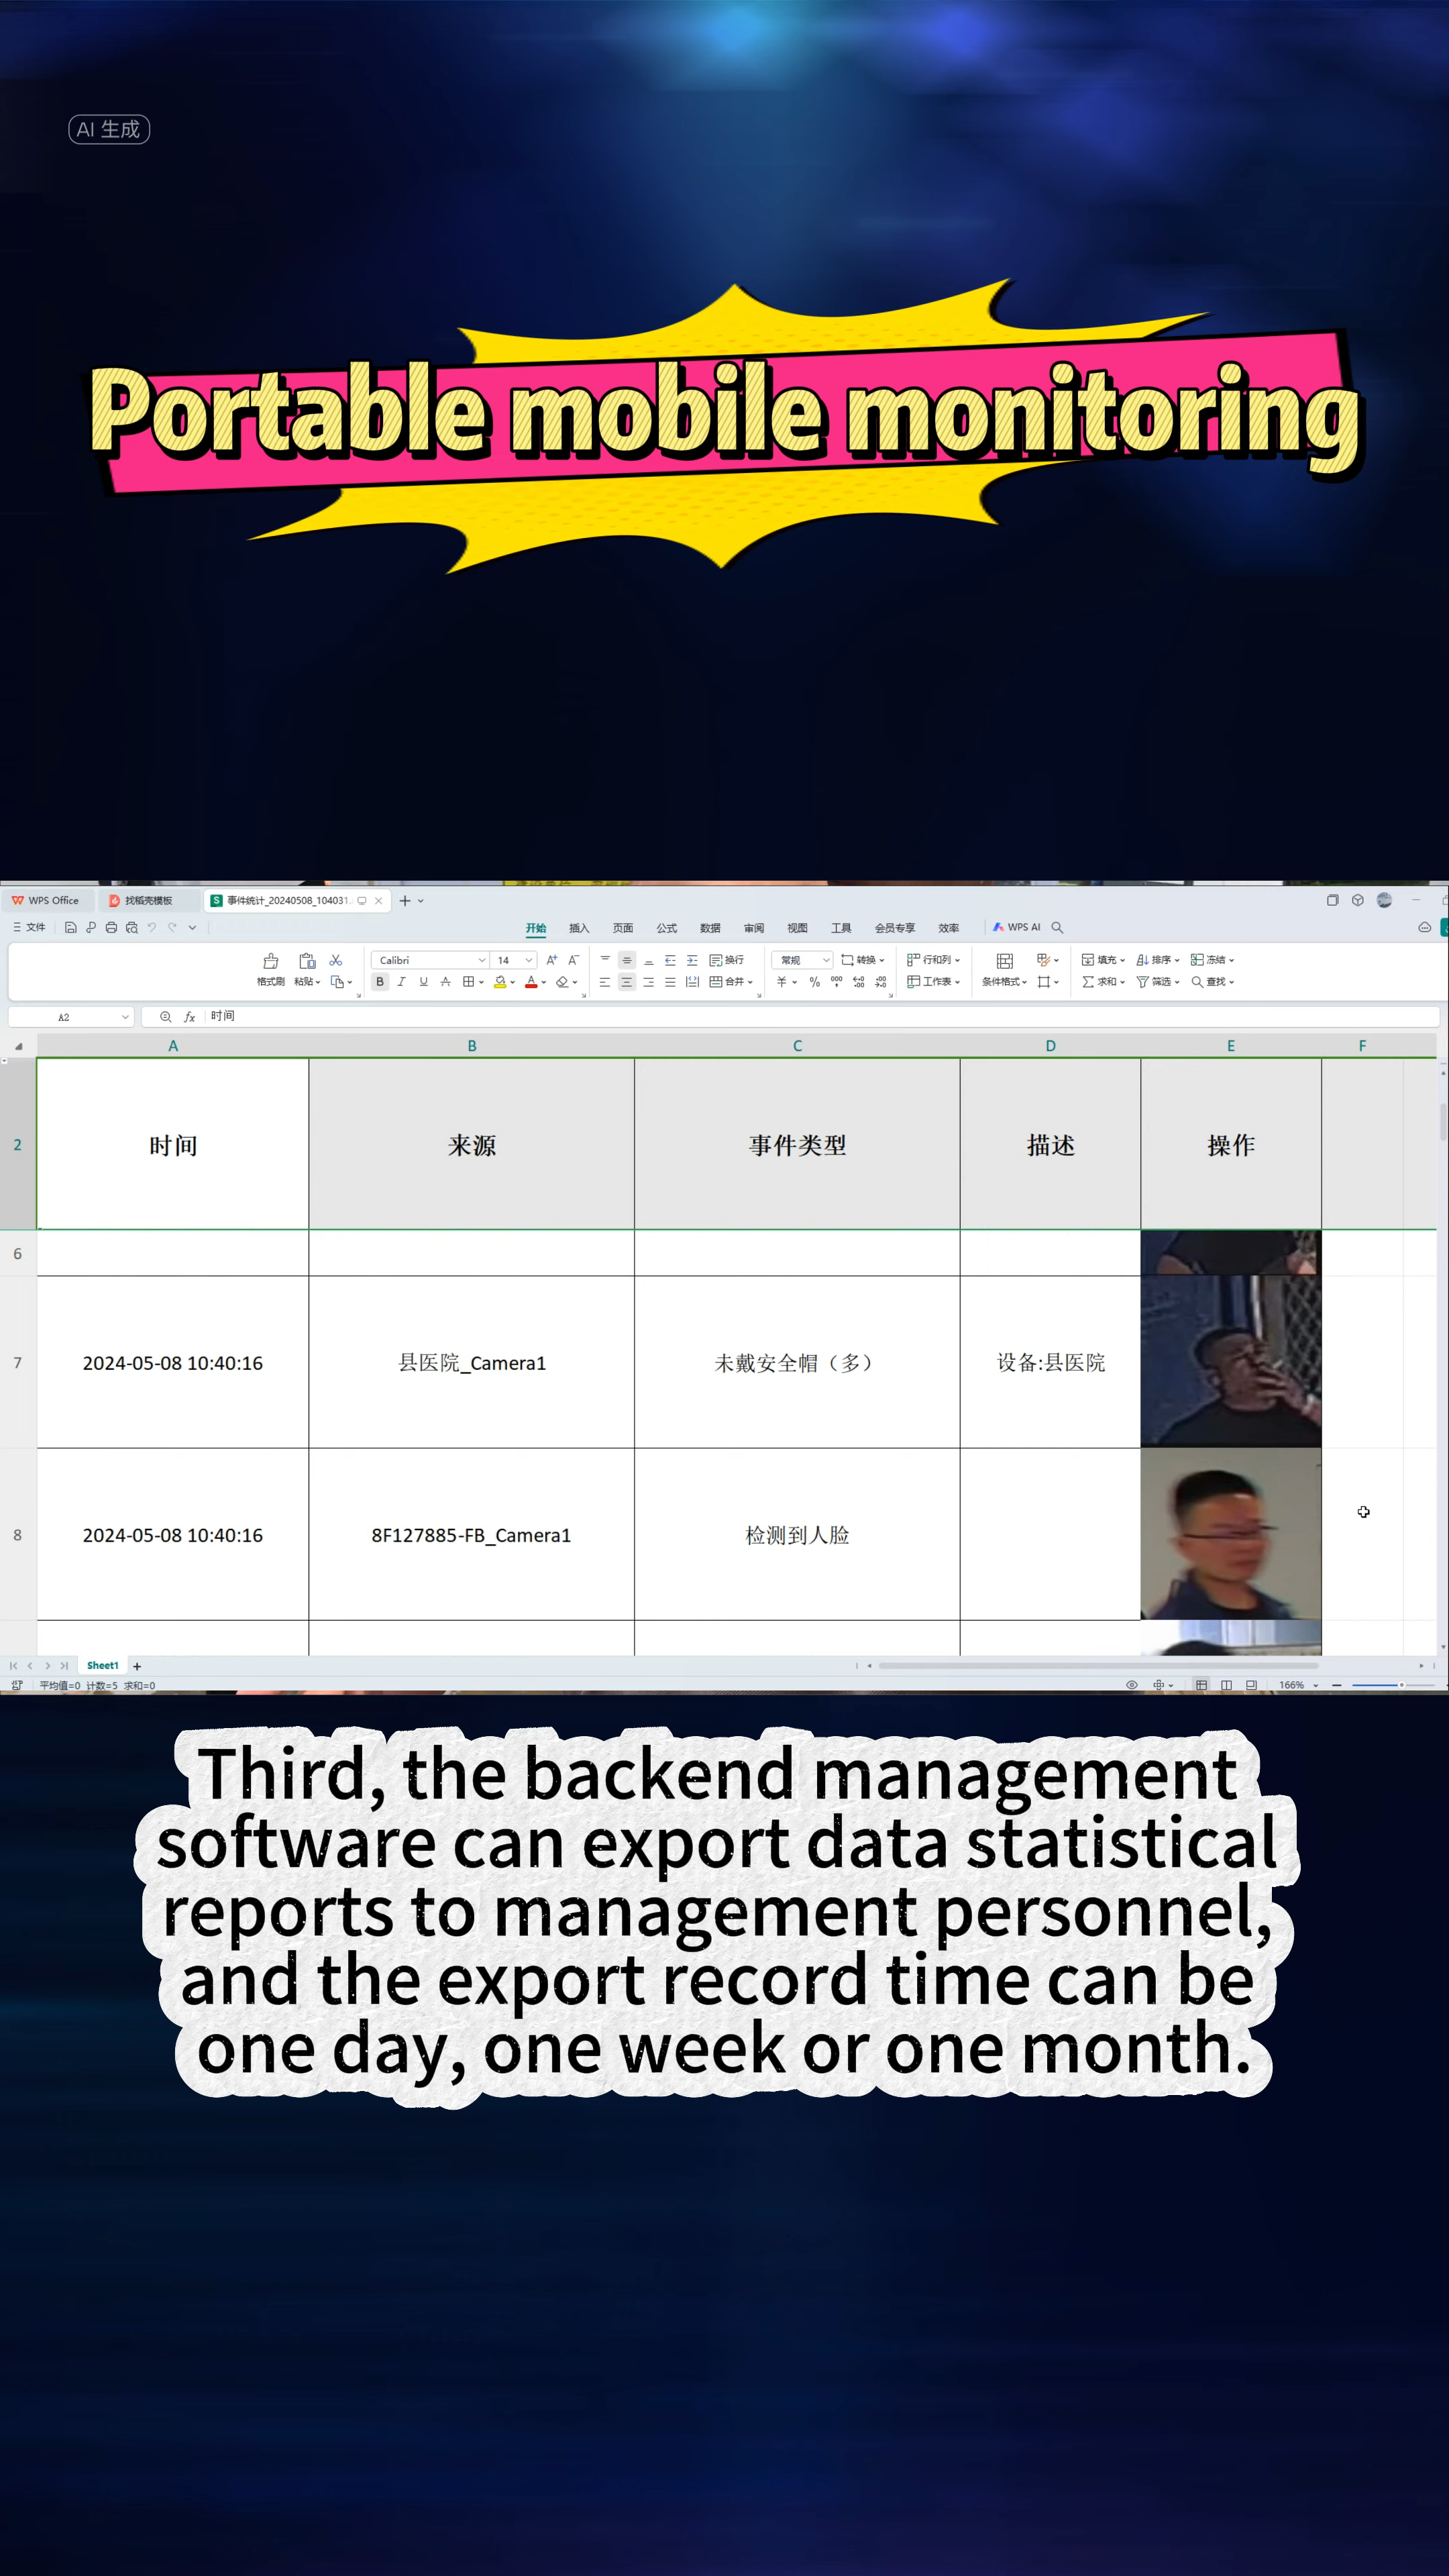 AI 生成
Portable mobile monitoring
WPS Office 找稻壳模板 事件统计_20240508_104031.
文件 开始 插入 页面 公式 数据 审阅 视图 工具 会员专享 效率 WPS AI
Calibri 14 A+ A- 换行 常规 转换 行和列 填充 排序 冻结
格式刷 粘贴 B I U A A 合并 ¥ % 工作表 条件格式 求和 筛选 查找
A2 fx 时间
A B C D E F
2 时间 来源 事件类型 描述 操作
6
7 2024-05-08 10:40:16 县医院_Camera1 未戴安全帽（多） 设备:县医院
8 2024-05-08 10:40:16 8F127885-FB_Camera1 检测到人脸
Sheet1
平均值=0 计数=5 求和=0 166%
Third, the backend management
software can export data statistical
reports to management personnel,
and the export record time can be
one day, one week or one month.